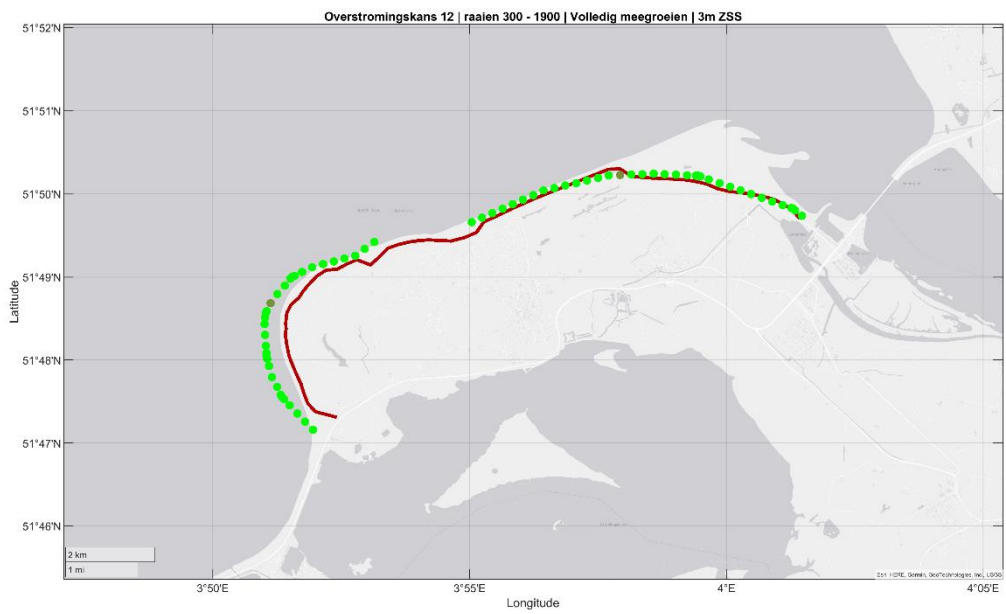 Overstromingskans 12 | raaien 300 - 1900 | Volledig meegroeien | 3m ZSS
51°52'N
51°51'N
51°50'N
51°49'N
51°48'N
51°47'N
51°46'N
Latitude
2 km
1 mi
Esri, HERE, Garmin, GeoTechnologies, Inc., USGS
3°50'E
3°55'E
4°E
4°05'E
Longitude